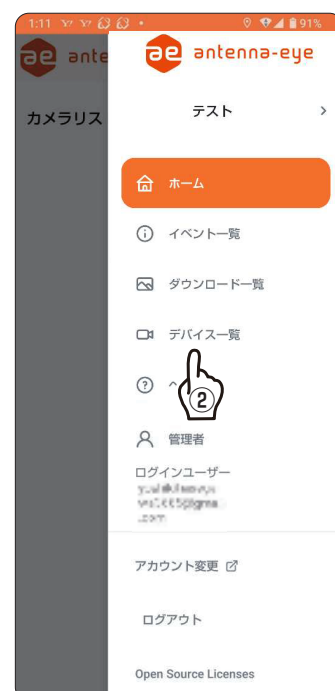 1:11
91%
ae ante
ae antenna-eye
カメラリス
テスト
ホーム
イベント一覧
ダウンロード一覧
デバイス一覧
②
管理者
ログインユーザー
アカウント変更
ログアウト
Open Source Licenses